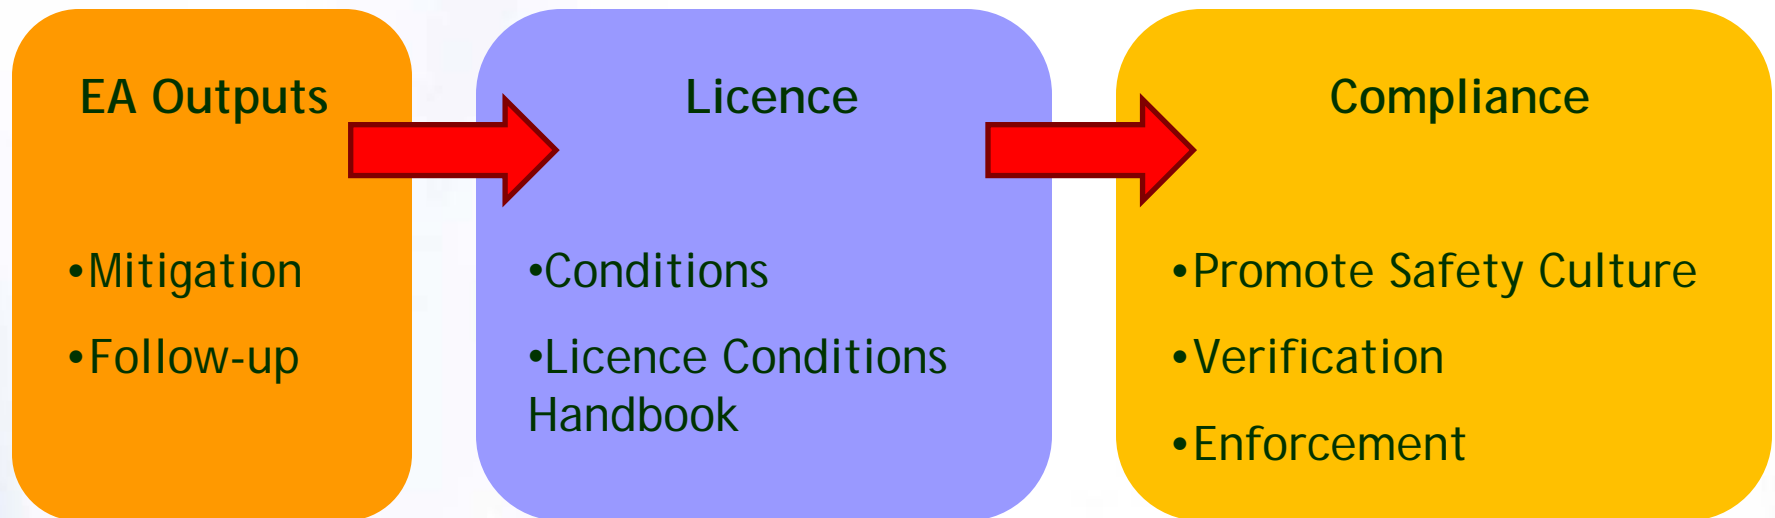 EA Outputs
•Mitigation
•Follow-up
Licence
•Conditions
•Licence Conditions
Handbook
Compliance
•Promote Safety Culture
•Verification
•Enforcement